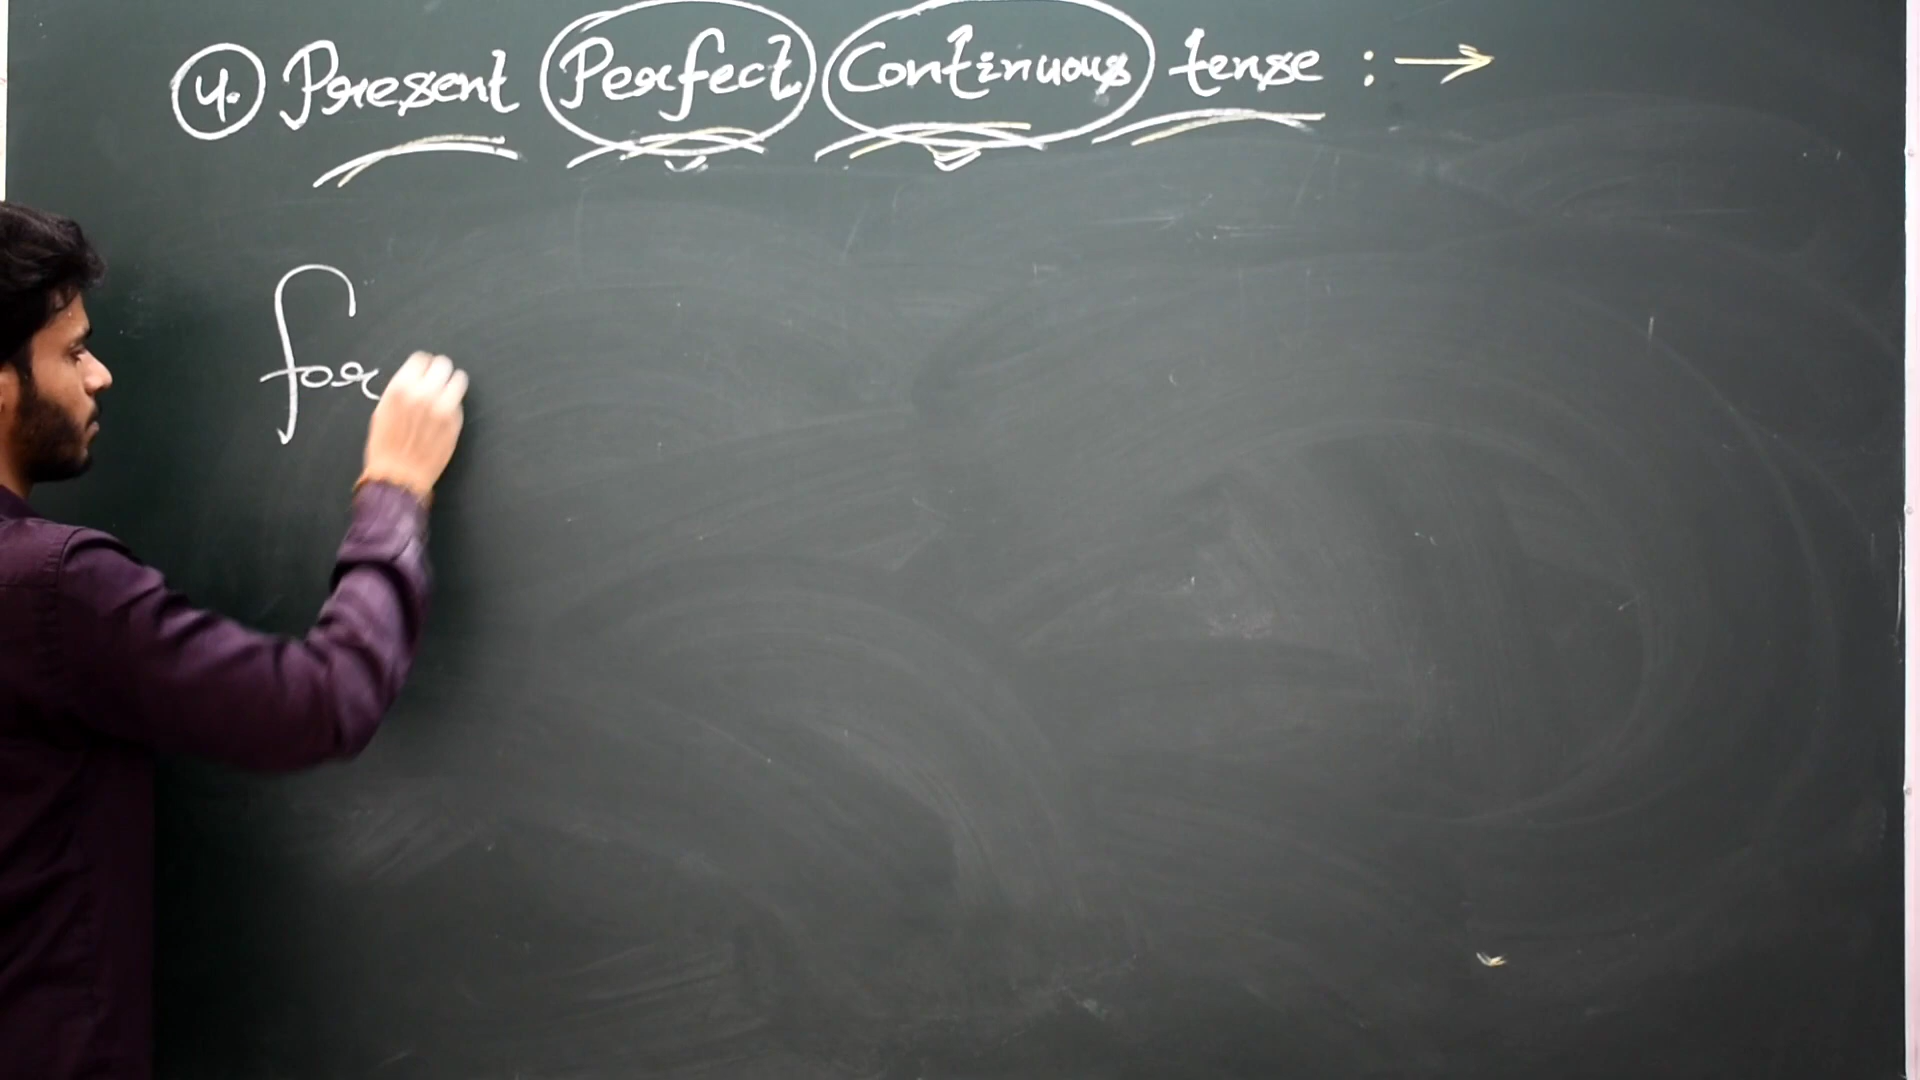 4. Present Perfect Continuous tense : →
for